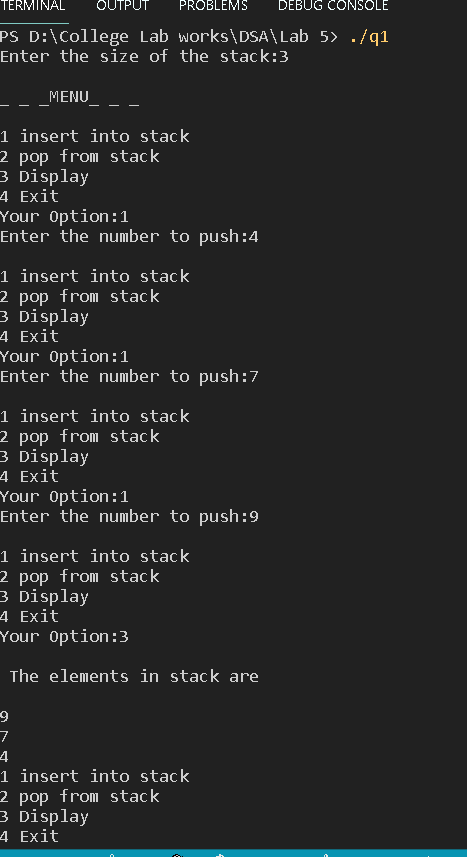 TERMINAL OUTPUT PROBLEMS DEBUG CONSOLE
PS D:\College Lab works\DSA\Lab 5> ./q1
Enter the size of the stack:3
_ _ _MENU_ _ _
1 insert into stack
2 pop from stack
3 Display
4 Exit
Your Option:1
Enter the number to push:4
1 insert into stack
2 pop from stack
3 Display
4 Exit
Your Option:1
Enter the number to push:7
1 insert into stack
2 pop from stack
3 Display
4 Exit
Your Option:1
Enter the number to push:9
1 insert into stack
2 pop from stack
3 Display
4 Exit
Your Option:3
The elements in stack are
9
7
4
1 insert into stack
2 pop from stack
3 Display
4 Exit